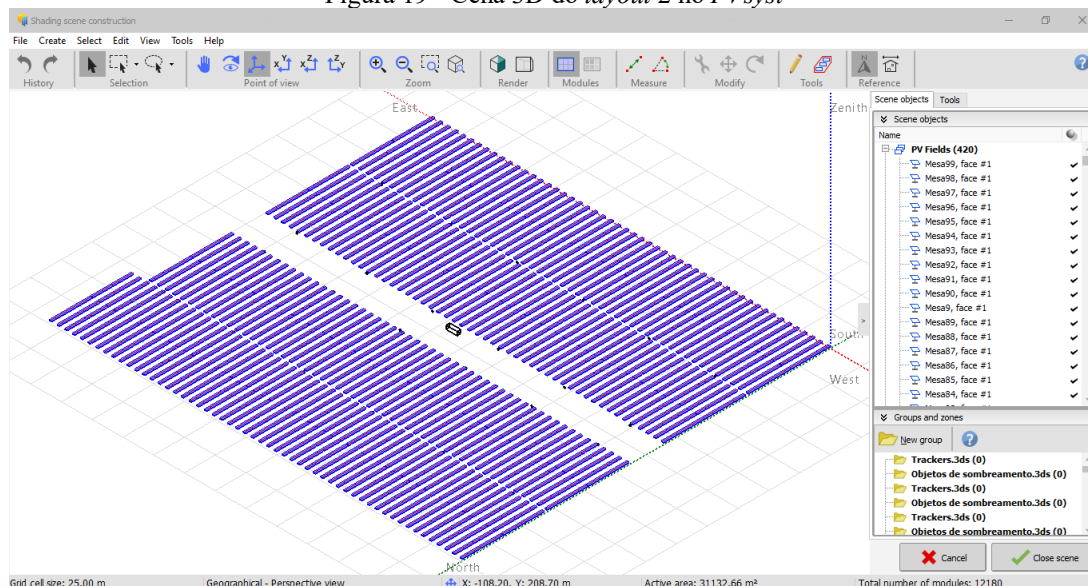 Figura 19 - Cena 3D do layout 2 no PVsyst
Shading scene construction
File Create Select Edit View Tools Help
History Selection Point of view Zoom Render Modules Measure Modify Tools Reference
East
Zenith
South
West
North
Scene objects Tools
Scene objects
Name
PV Fields (420)
Mesa99, face #1
Mesa98, face #1
Mesa97, face #1
Mesa96, face #1
Mesa95, face #1
Mesa94, face #1
Mesa93, face #1
Mesa92, face #1
Mesa91, face #1
Mesa90, face #1
Mesa9, face #1
Mesa89, face #1
Mesa88, face #1
Mesa87, face #1
Mesa86, face #1
Mesa85, face #1
Mesa84, face #1
Groups and zones
New group
Trackers.3ds (0)
Objetos de sombreamento.3ds (0)
Trackers.3ds (0)
Objetos de sombreamento.3ds (0)
Trackers.3ds (0)
Objetos de sombreamento.3ds (0)
Cancel Close scene
Grid cell size: 25.00 m Geographical - Perspective view X: -108.20, Y: 208.70 m Active area: 31132.66 m² Total number of modules: 12180